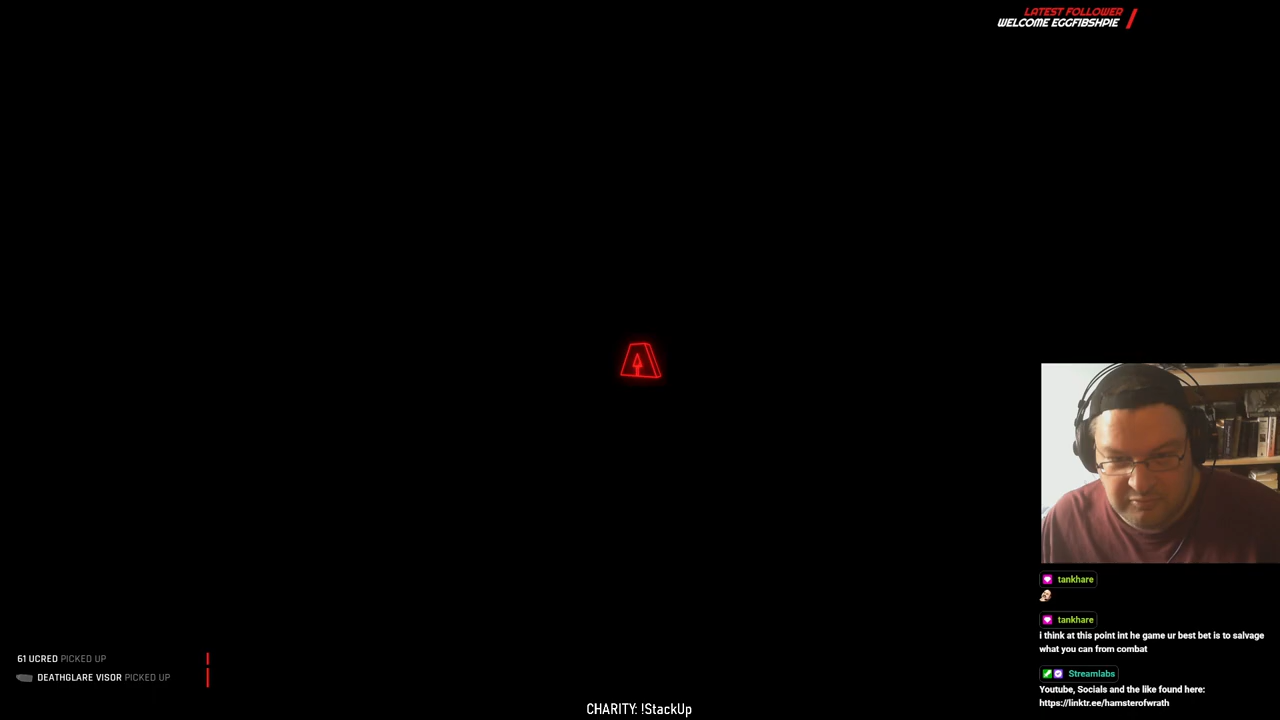 LATEST FOLLOWER
WELCOME EGGFIBSHPIE
tankhare
tankhare
i think at this point int he game ur best bet is to salvage
what you can from combat
Streamlabs
Youtube, Socials and the like found here:
https://linktr.ee/hamsterofwrath
61 UCRED PICKED UP
DEATHGLARE VISOR PICKED UP
CHARITY: !StackUp